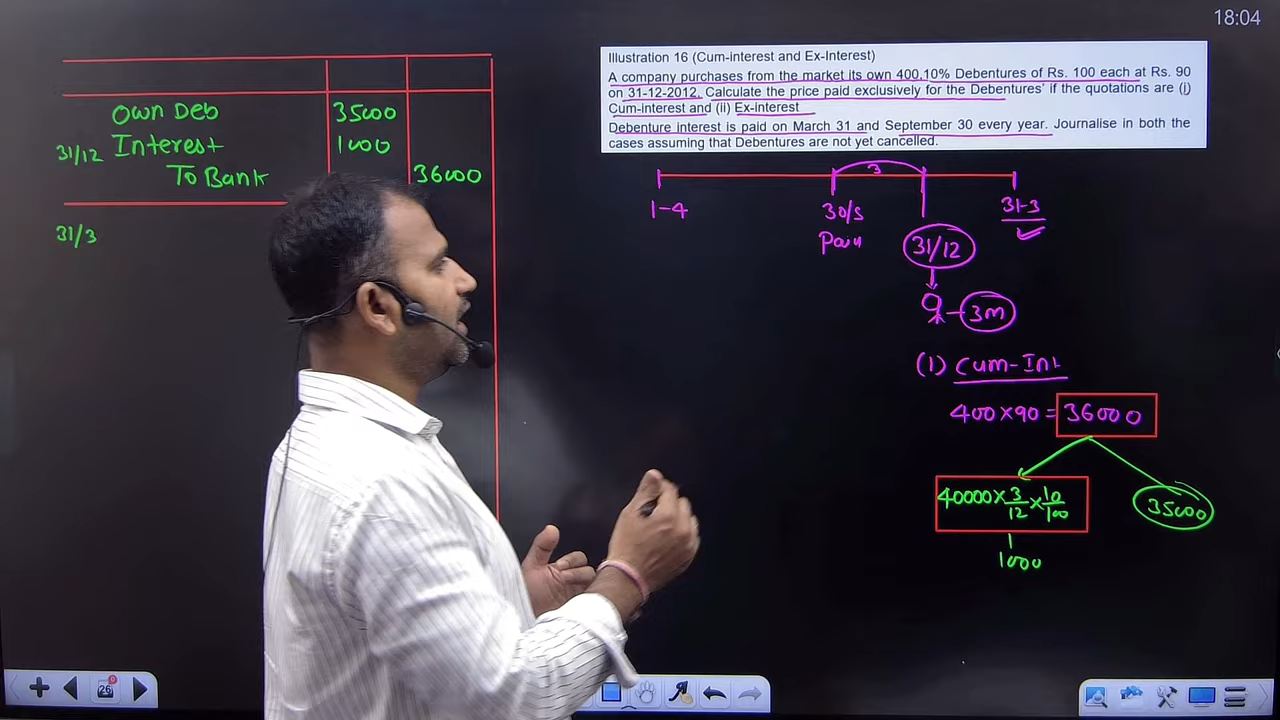 18:04
Own Deb 35000
31/12 Interest 1000
To Bank 36000
31/3
Illustration 16 (Cum-interest and Ex-Interest)
A company purchases from the market its own 400,10% Debentures of Rs. 100 each at Rs. 90
on 31-12-2012. Calculate the price paid exclusively for the Debentures' if the quotations are (i)
Cum-interest and (ii) Ex-interest
Debenture interest is paid on March 31 and September 30 every year. Journalise in both the
cases assuming that Debentures are not yet cancelled.
3
1-4 30/5 31-3
Paid 31/12
3m
(1) Cum-Int
400×90=36000
40000×3/12×10/100 35000
1000
26